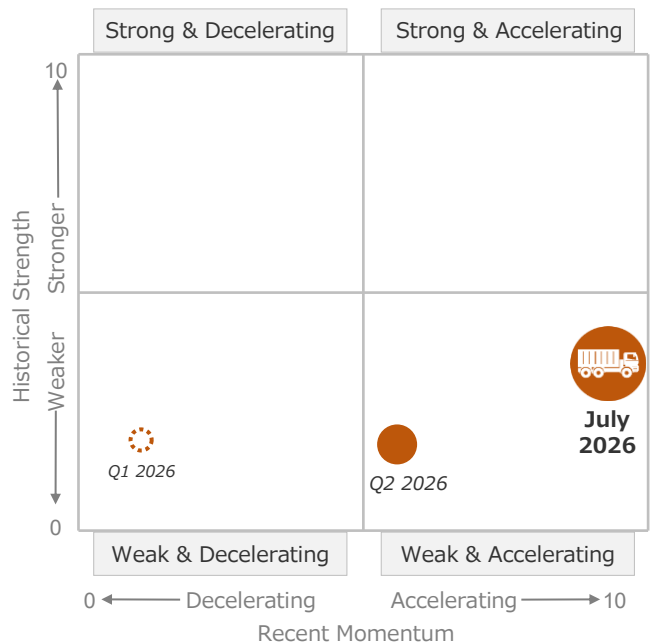 Strong & Decelerating
Strong & Accelerating
10
Historical Strength
Stronger
Weaker
0
July
2026
Q1 2026
Q2 2026
Weak & Decelerating
Weak & Accelerating
0
Decelerating
Accelerating
10
Recent Momentum